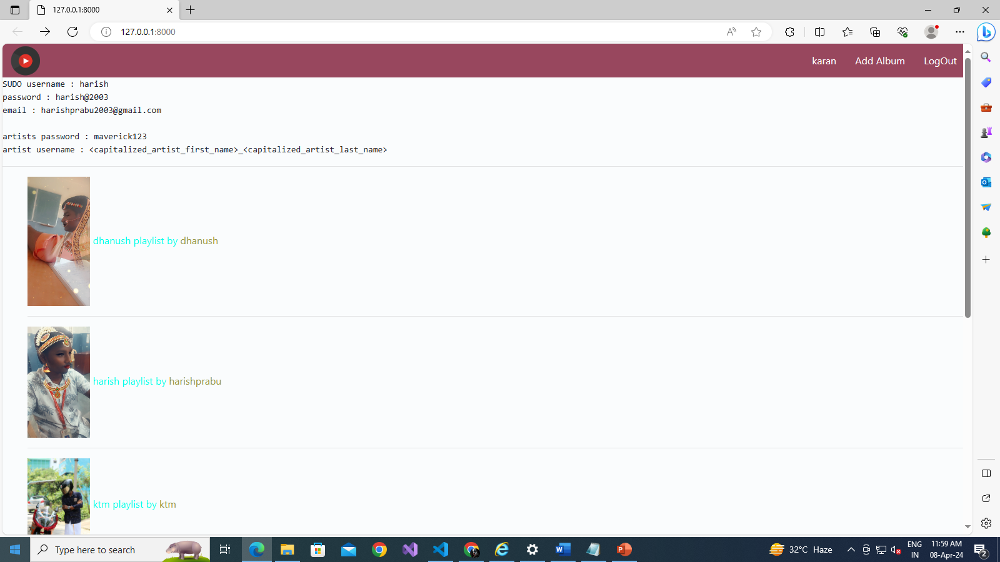 127.0.0.1:8000
127.0.0.1:8000
karan Add Album LogOut
SUDO username : harish
password : harish@2003
email : harishprabu2003@gmail.com
artists password : maverick123
artist username : <capitalized_artist_first_name>_<capitalized_artist_last_name>
dhanush playlist by dhanush
harish playlist by harishprabu
ktm playlist by ktm
Type here to search
32°C Haze
ENG
IN
11:59 AM
08-Apr-24
2